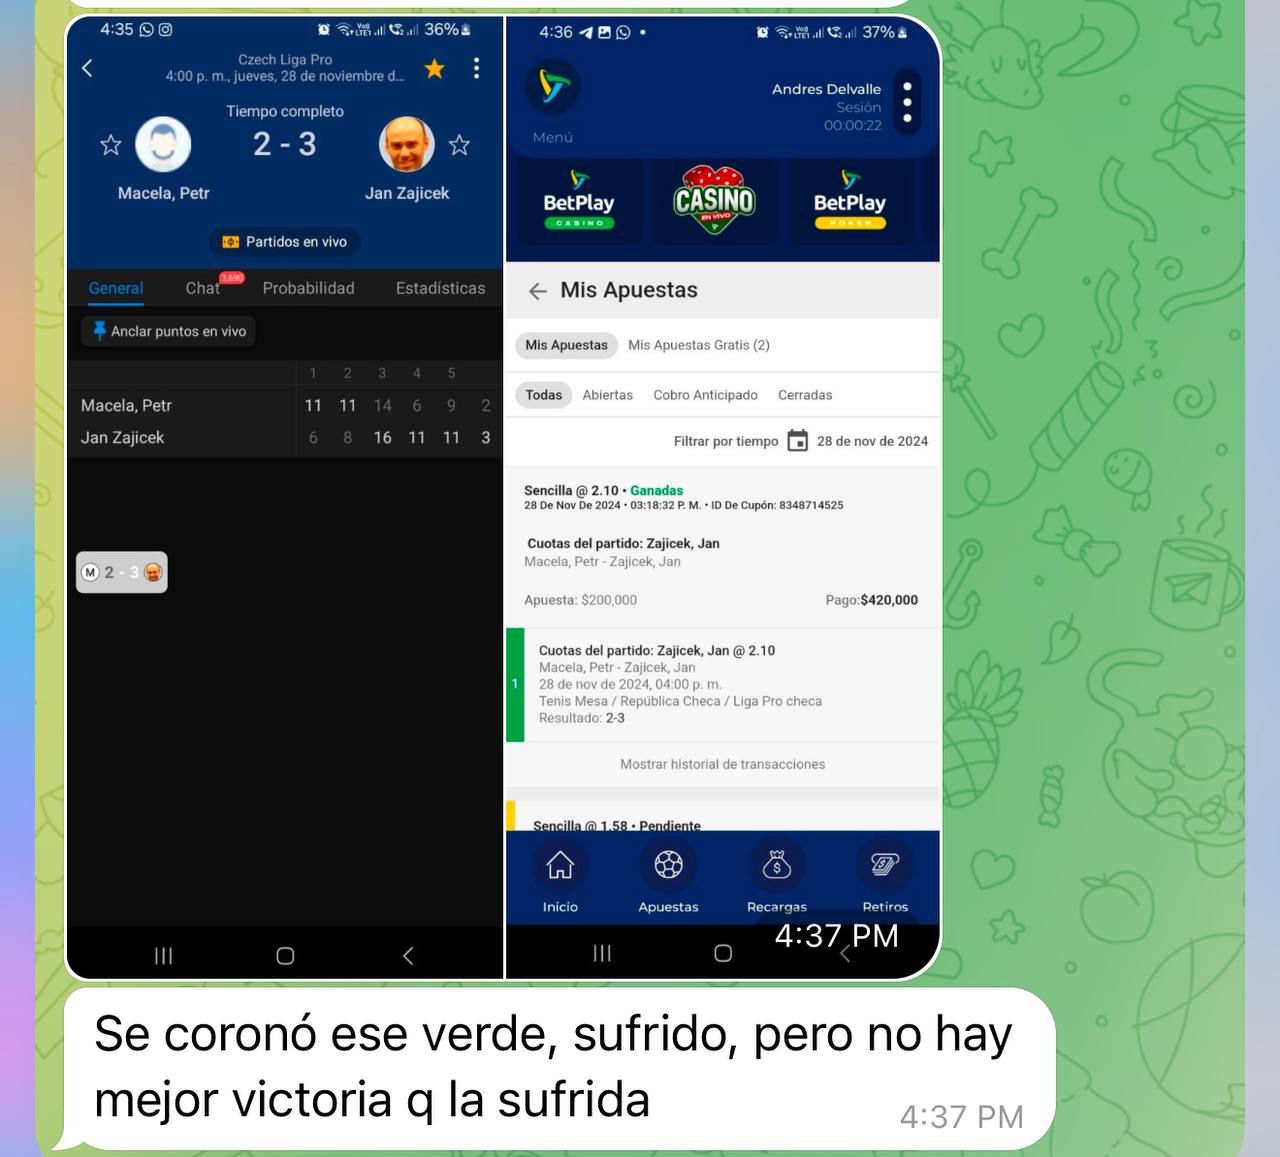 4:35
36%
Czech Liga Pro
4:00 p. m., jueves, 28 de noviembre d...
Tiempo completo
2 - 3
Macela, Petr
Jan Zajicek
Partidos en vivo
General Chat 3,690 Probabilidad Estadísticas
Anclar puntos en vivo
1 2 3 4 5
Macela, Petr 11 11 14 6 9 2
Jan Zajicek 6 8 16 11 11 3
M 2 - 3
4:36
37%
Andres Delvalle
Sesión
00:00:22
Menú
BetPlay
CASINO
CASINO
EN VIVO
BetPlay
POKER
Mis Apuestas
Mis Apuestas Mis Apuestas Gratis (2)
Todas Abiertas Cobro Anticipado Cerradas
Filtrar por tiempo 28 de nov de 2024
Sencilla @ 2.10 • Ganadas
28 De Nov De 2024 • 03:18:32 P. M. • ID De Cupón: 8348714525
Cuotas del partido: Zajicek, Jan
Macela, Petr - Zajicek, Jan
Apuesta: $200,000 Pago:$420,000
1
Cuotas del partido: Zajicek, Jan @ 2.10
Macela, Petr - Zajicek, Jan
28 de nov de 2024, 04:00 p. m.
Tenis Mesa / República Checa / Liga Pro checa
Resultado: 2-3
Mostrar historial de transacciones
Sencilla @ 1.58 • Pendiente
Inicio Apuestas Recargas Retiros
4:37 PM
Se coronó ese verde, sufrido, pero no hay
mejor victoria q la sufrida
4:37 PM